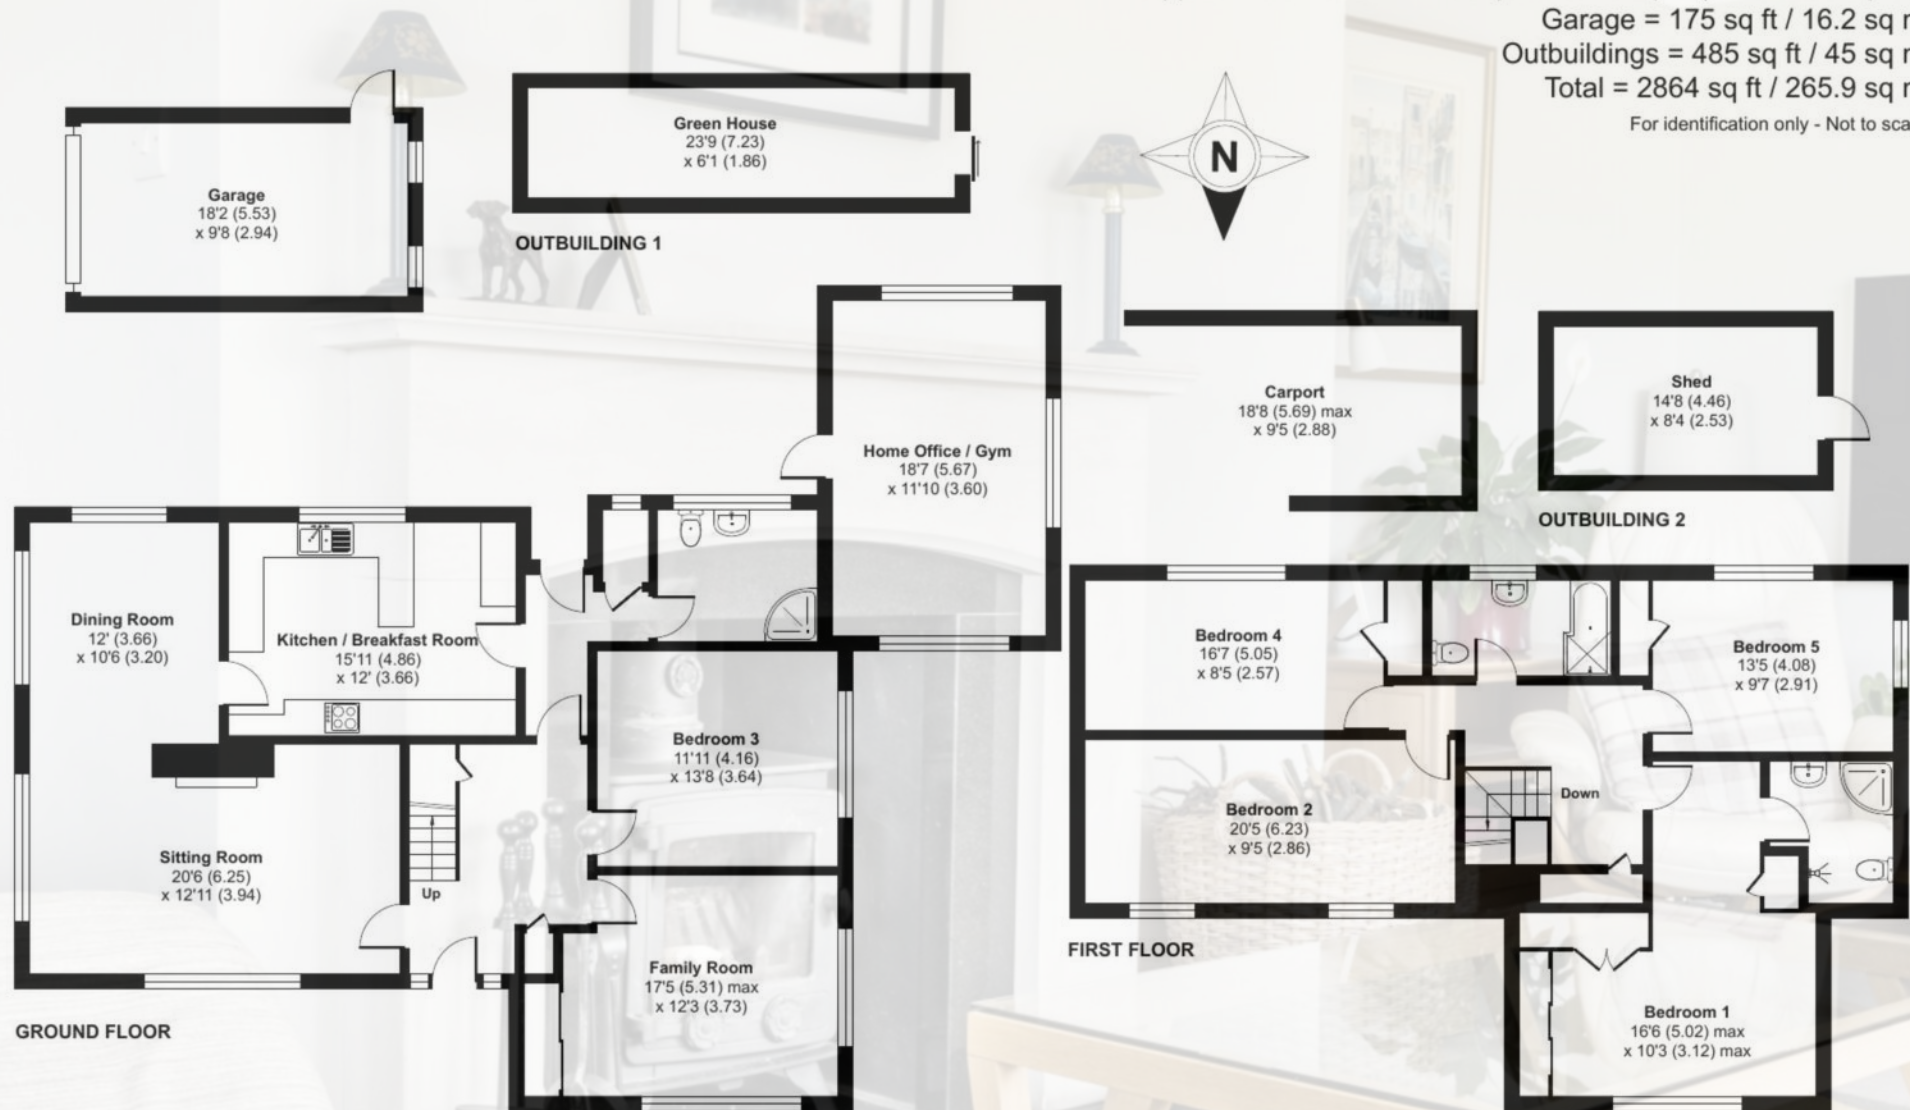 Garage = 175 sq ft / 16.2 sq
Outbuildings = 485 sq ft / 45 sq
Total = 2864 sq ft / 265.9 sq
For identification only - Not to
Green House
23'9 (7.23)
x 6'1 (1.86)
N
Garage
18'2 (5.53)
x 9'8 (2.94)
OUTBUILDING 1
Carport
18'8 (5.69) max
x 9'5 (2.88)
Shed
14'8 (4.46)
x 8'4 (2.53)
Home Office / Gym
18'7 (5.67)
x 11'10 (3.60)
OUTBUILDING 2
Dining Room
12' (3.66)
x 10'6 (3.20)
Kitchen / Breakfast Room
15'11 (4.86)
x 12' (3.66)
Bedroom 4
16'7 (5.05)
x 8'5 (2.57)
Bedroom 5
13'5 (4.08)
x 9'7 (2.91)
Bedroom 3
11'11 (4.16)
x 13'8 (3.64)
Down
Bedroom 2
20'5 (6.23)
x 9'5 (2.86)
Sitting Room
20'6 (6.25)
x 12'11 (3.94)
Up
FIRST FLOOR
Family Room
17'5 (5.31) max
x 12'3 (3.73)
Bedroom 1
16'6 (5.02) max
x 10'3 (3.12) max
GROUND FLOOR